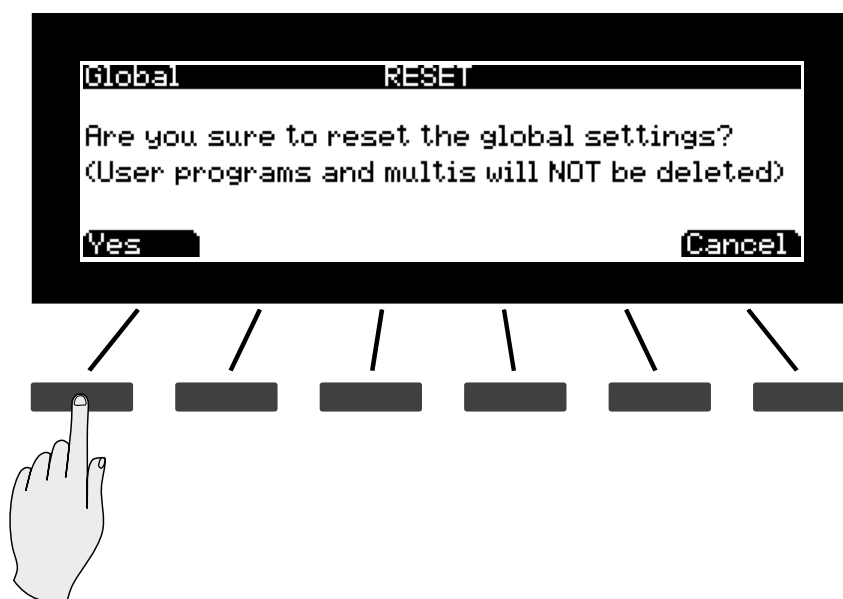 Global RESET
Are you sure to reset the global settings?
(User programs and multis will NOT be deleted)
Yes Cancel